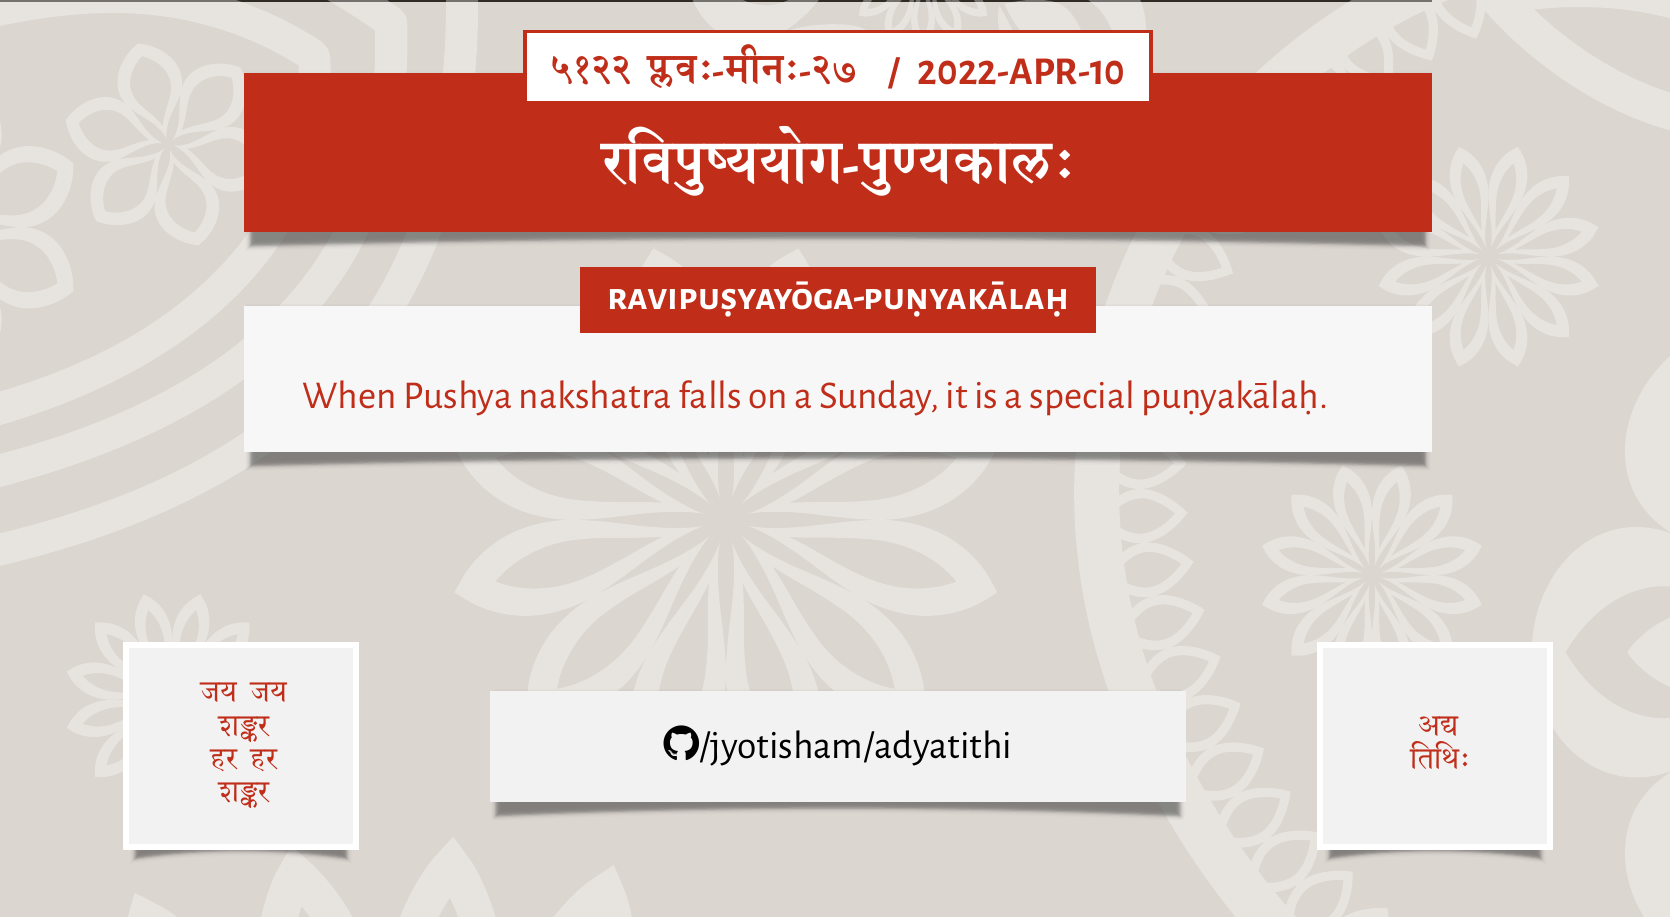 ५१२२ प्लवः-मीनः-२७ / 2022-APR-10
रविपुष्ययोग-पुण्यकालः
RAVIPUṢYAYŌGA-PUṆYAKĀLAḤ
When Pushya nakshatra falls on a Sunday, it is a special puṇyakālaḥ.
जय जय
शङ्कर
हर हर
शङ्कर
/jyotisham/adyatithi
अद्य
तिथिः